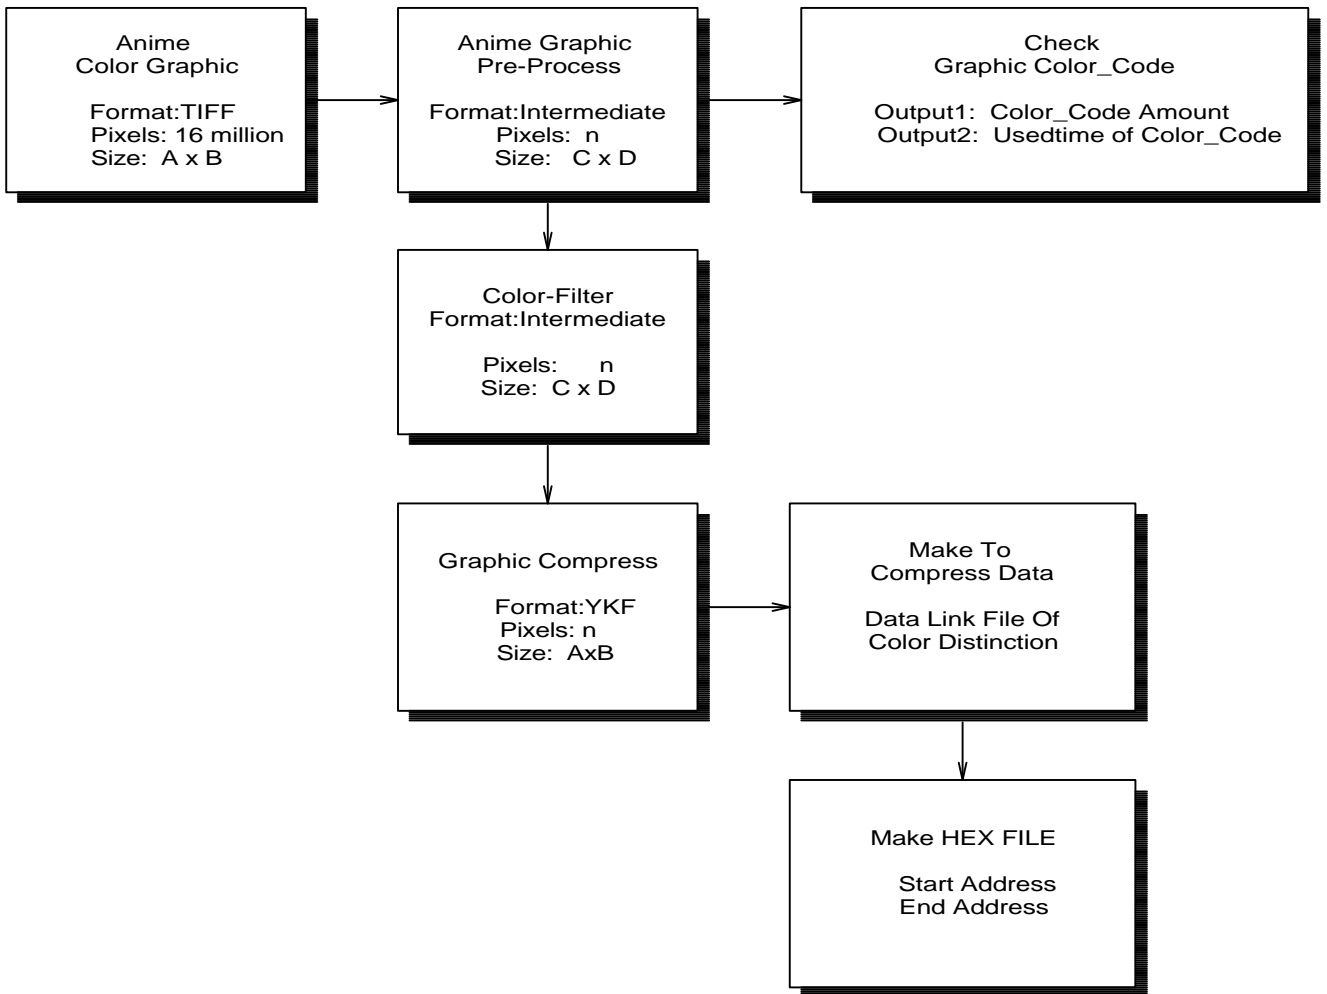 Anime
Color Graphic
Format:TIFF
Pixels: 16 million
Size: A x B
Anime Graphic
Pre-Process
Format:Intermediate
Pixels: n
Size: C x D
Check
Graphic Color_Code
Output1: Color_Code Amount
Output2: Usedtime of Color_Code
Color-Filter
Format:Intermediate
Pixels: n
Size: C x D
Graphic Compress
Format:YKF
Pixels: n
Size: AxB
Make To
Compress Data
Data Link File Of
Color Distinction
Make HEX FILE
Start Address
End Address